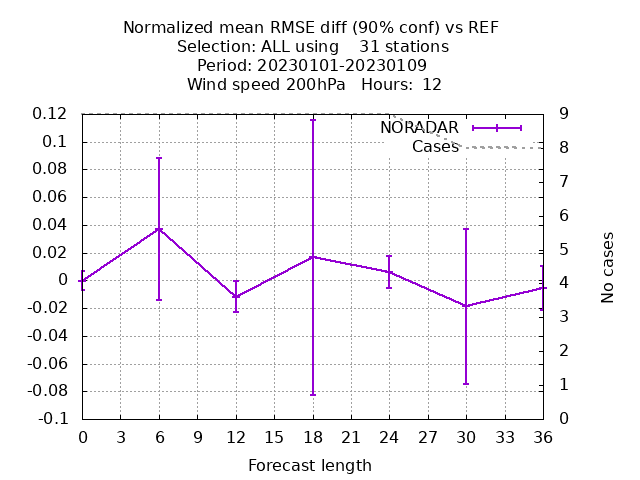 Normalized mean RMSE diff (90% conf) vs REF
Selection: ALL using    31 stations
Period: 20230101-20230109
Wind speed 200hPa   Hours:  12
0.12
0.1
0.08
0.06
0.04
0.02
0
-0.02
-0.04
-0.06
-0.08
-0.1
NORADAR
Cases
9
8
7
6
5
4
3
2
1
0
No cases
0 3 6 9 12 15 18 21 24 27 30 33 36
Forecast length